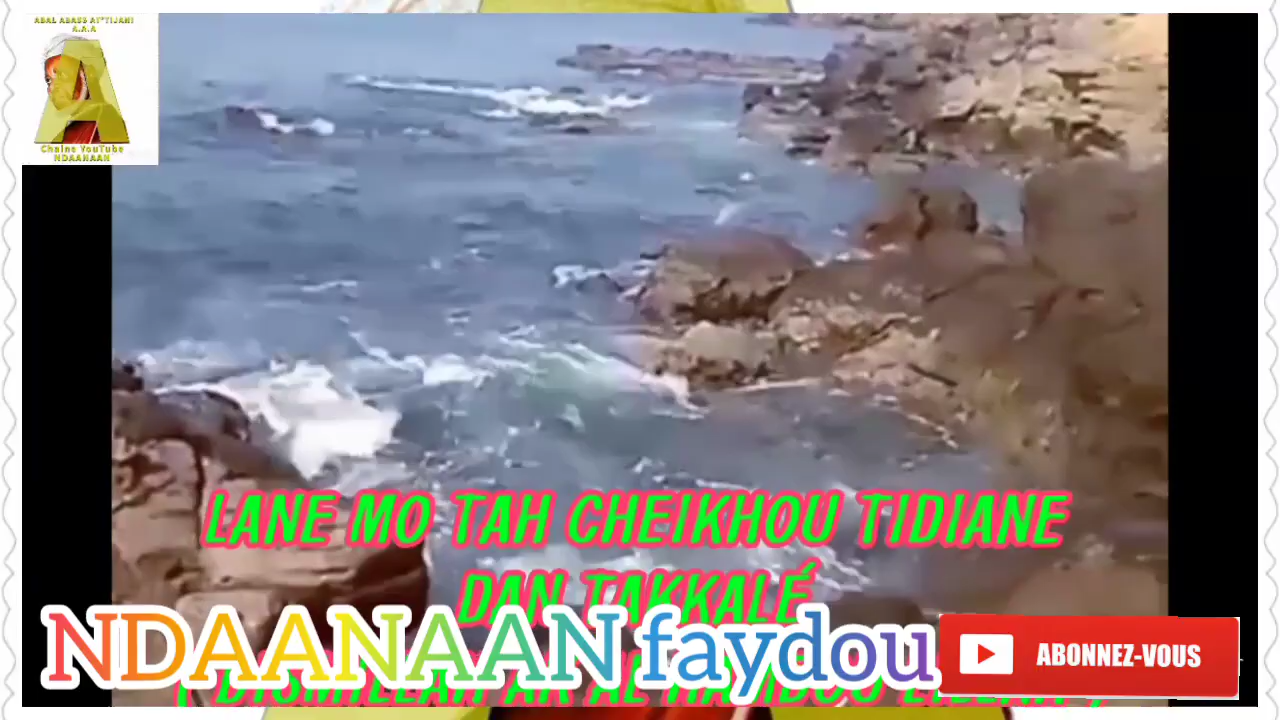 ABAL ABASS AT*TIJANI
A.A.A
Chaine YouTube
NDAANAAN
LANE MO TAH CHEIKHOU TIDIANE
DAN TAKKALÉ
NDAANAAN faydou
ABONNEZ-VOUS